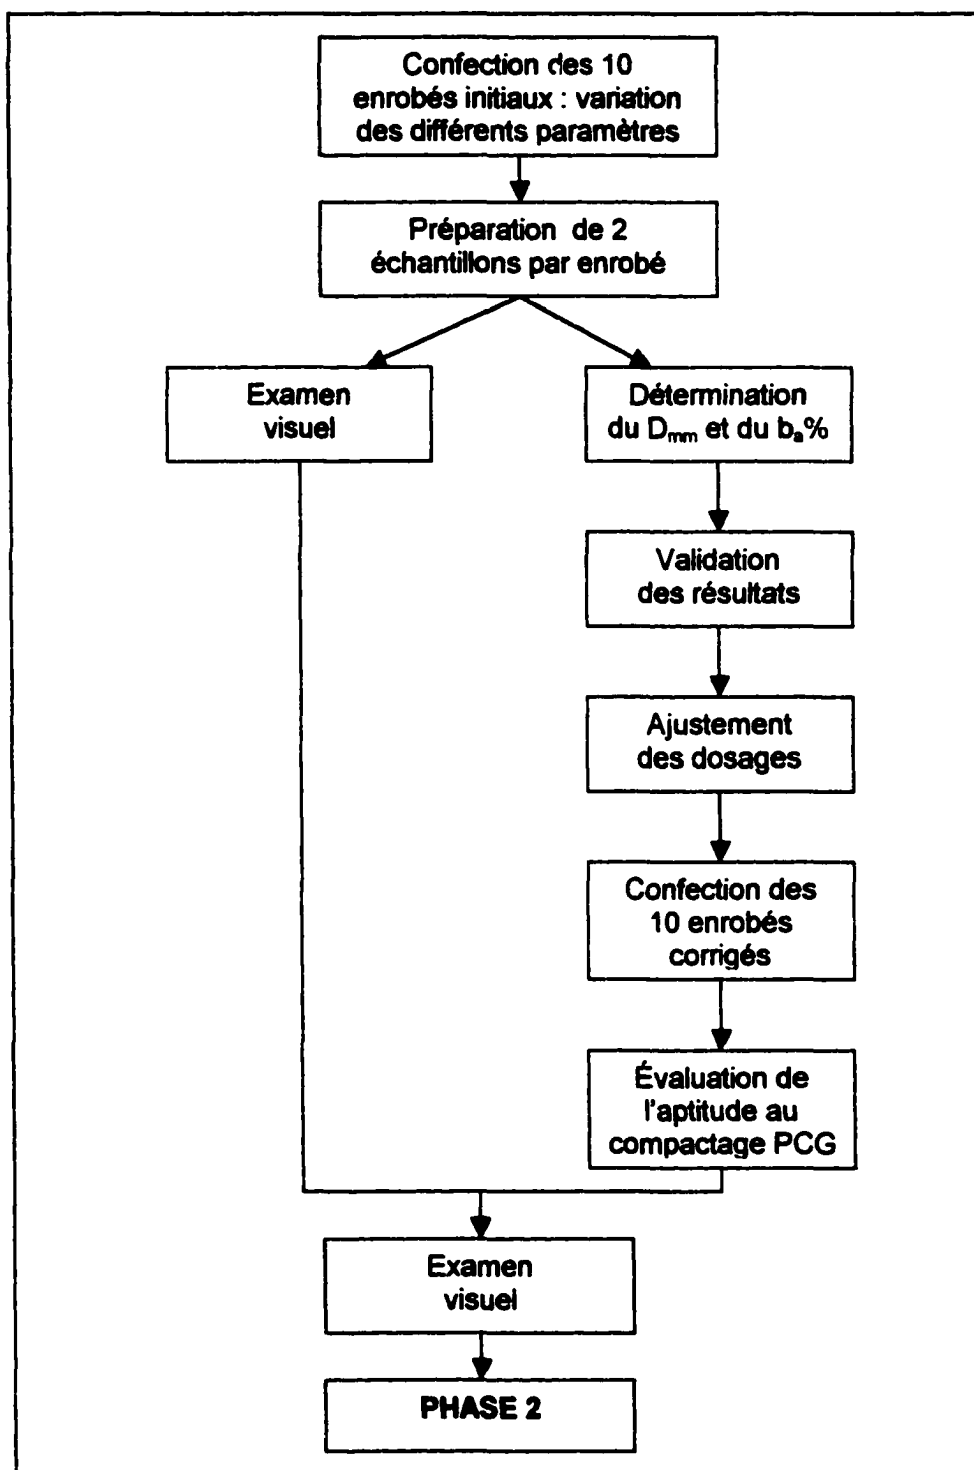 Confection des 10
enrobés initiaux : variation
des différents paramètres
Préparation de 2
échantillons par enrobé
Examen
visuel
Détermination
du Dmm et du ba%
Validation
des résultats
Ajustement
des dosages
Confection des
10 enrobés
corrigés
Évaluation de
l'aptitude au
compactage PCG
Examen
visuel
PHASE 2